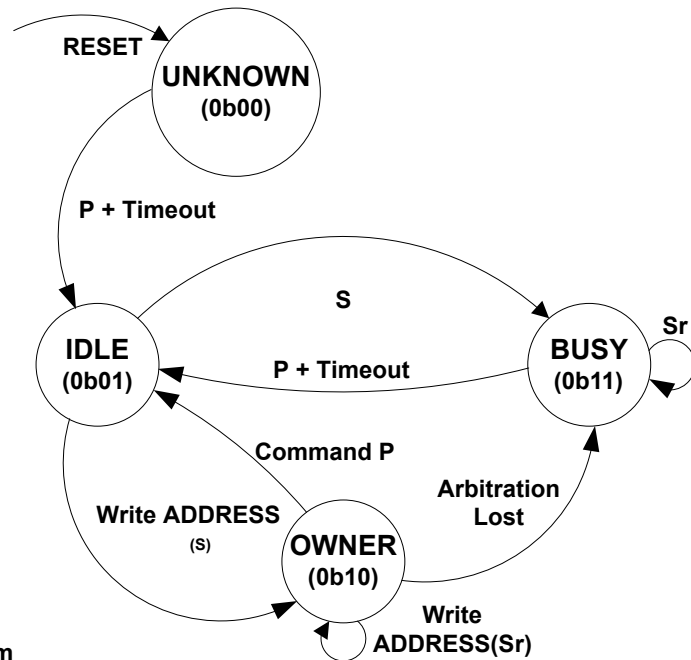 RESET
UNKNOWN
(0b00)
P + Timeout
S
Sr
IDLE
(0b01)
BUSY
(0b11)
P + Timeout
Command P
Arbitration
Lost
Write ADDRESS
(S)
OWNER
(0b10)
Write
ADDRESS(Sr)